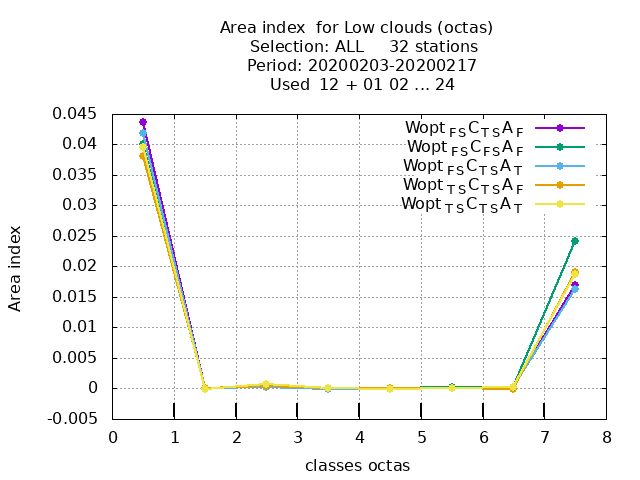 Area index  for Low clouds (octas)
Selection: ALL     32 stations
Period: 20200203-20200217
Used  12 + 01 02 ... 24
Wopt FS C TS A F
Wopt FS C FS A F
Wopt FS C TS A T
Wopt TS C TS A F
Wopt TS C TS A T
0.045
0.04
0.035
0.03
0.025
0.02
0.015
0.01
0.005
0
-0.005
Area index
0 1 2 3 4 5 6 7 8
classes octas